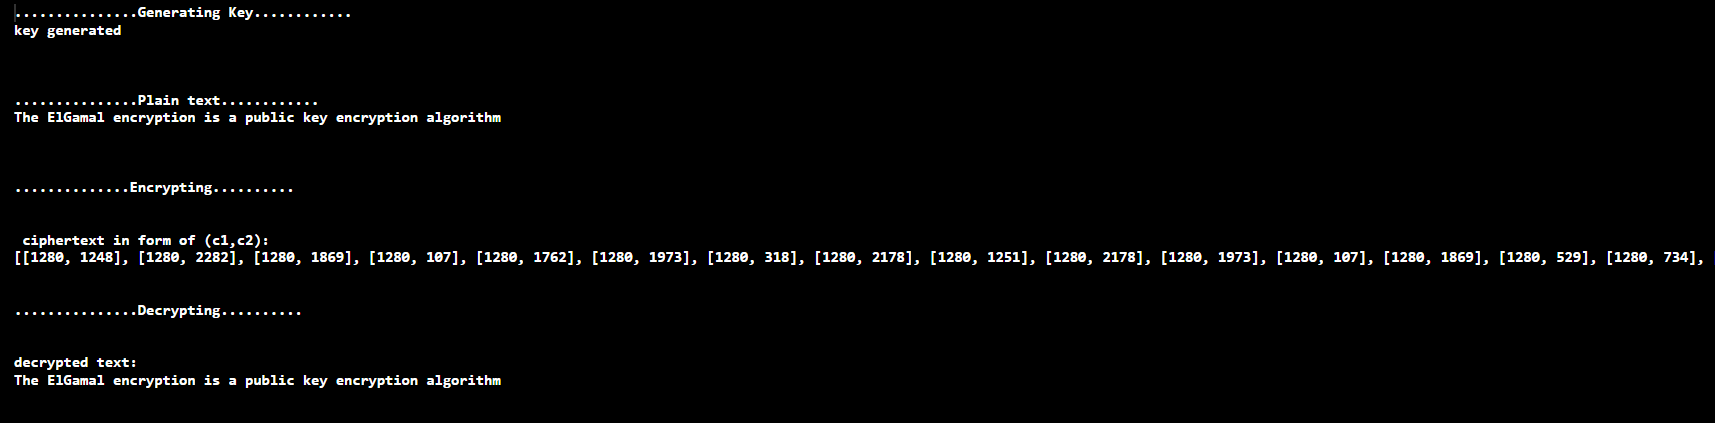 ...............Generating Key............
key generated
...............Plain text............
The ElGamal encryption is a public key encryption algorithm
..............Encrypting..........
ciphertext in form of (c1,c2):
[[1280, 1248], [1280, 2282], [1280, 1869], [1280, 107], [1280, 1762], [1280, 1973], [1280, 318], [1280, 2178], [1280, 1251], [1280, 2178], [1280, 1973], [1280, 107], [1280, 1869], [1280, 529], [1280, 734],
...............Decrypting..........
decrypted text:
The ElGamal encryption is a public key encryption algorithm